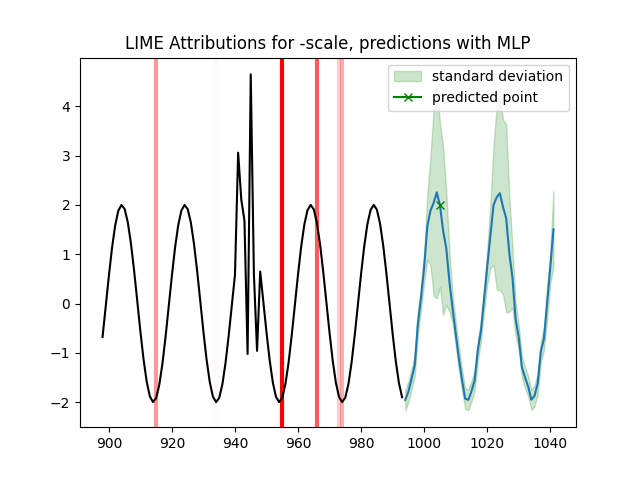 LIME Attributions for -scale, predictions with MLP
standard deviation
predicted point
4
3
2
1
0
−1
−2
900 920 940 960 980 1000 1020 1040